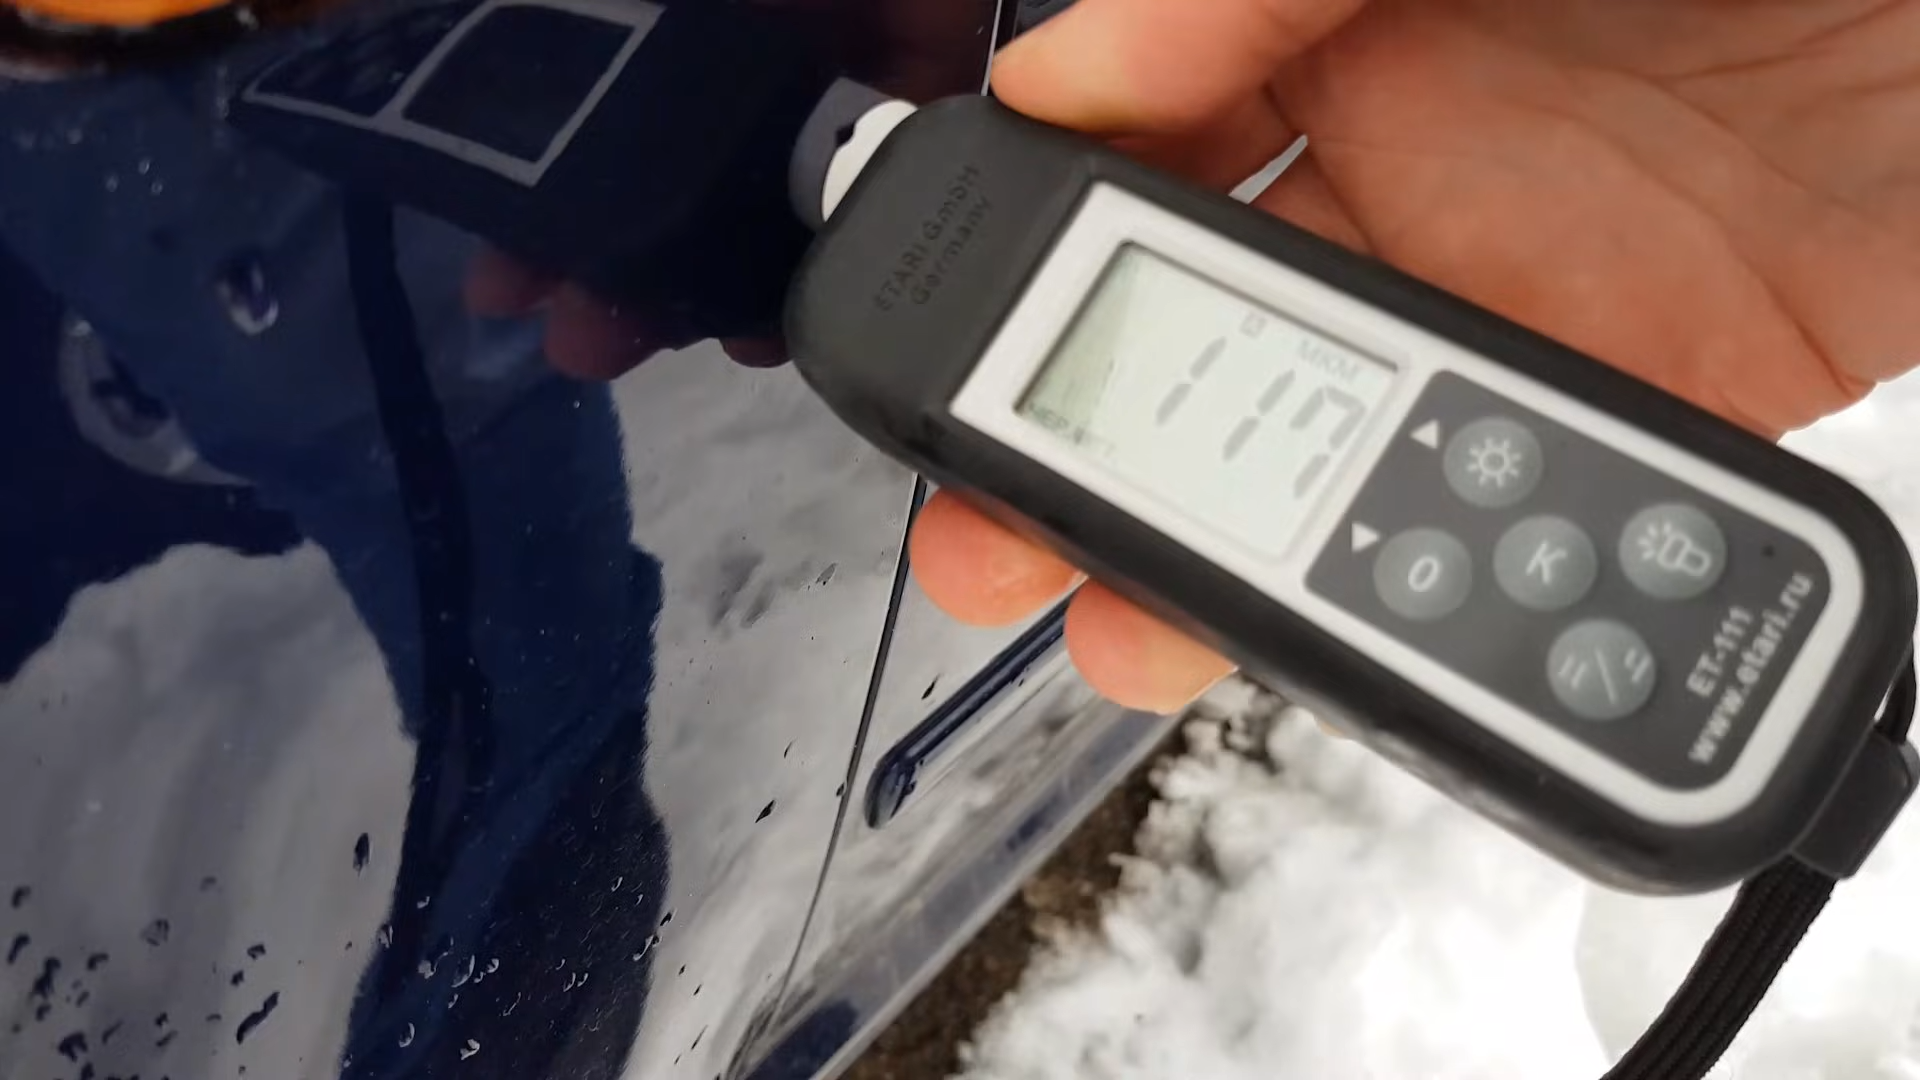 ETARI GmbH
Germany
МКМ
117
0
K
ET-111
www.etari.ru